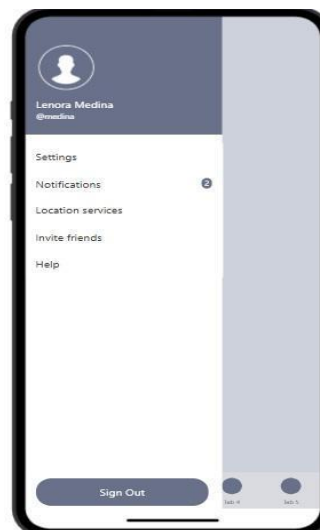 Lenora Medina
@medina
Settings
Notifications 2
Location services
Invite friends
Help
Sign Out
Tab 4 Tab 5